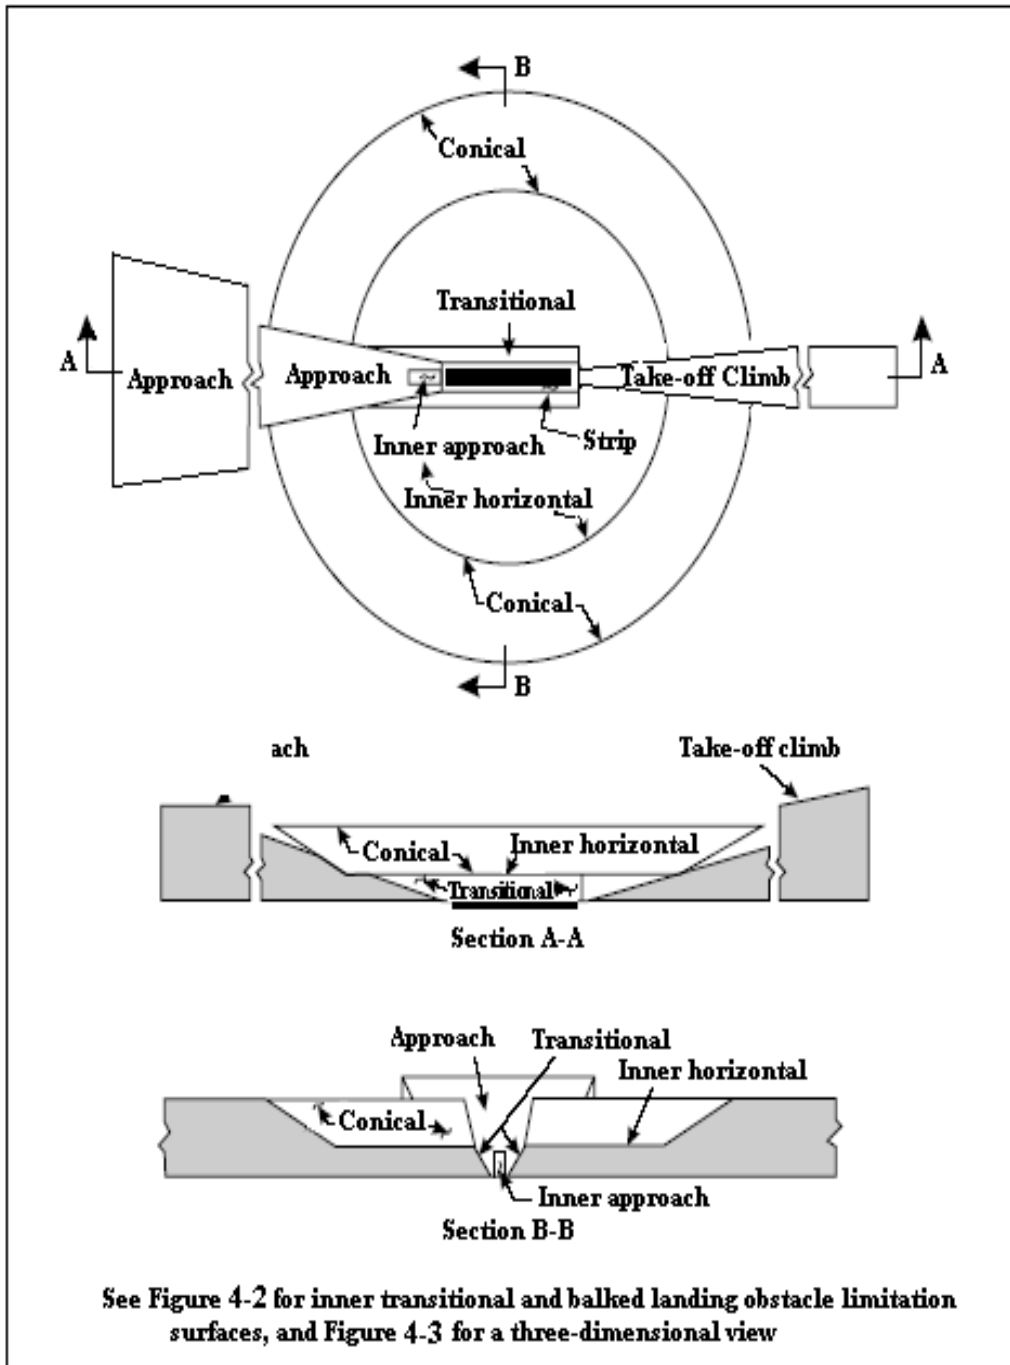 B
Conical
Transitional
A
Approach
Approach
Take-off Climb
A
Inner approach
Strip
Inner horizontal
Conical
B
ach
Take-off climb
Conical
Inner horizontal
Transitional
Section A-A
Approach
Transitional
Inner horizontal
Conical
Inner approach
Section B-B
See Figure 4-2 for inner transitional and balked landing obstacle limitation
surfaces, and Figure 4-3 for a three-dimensional view